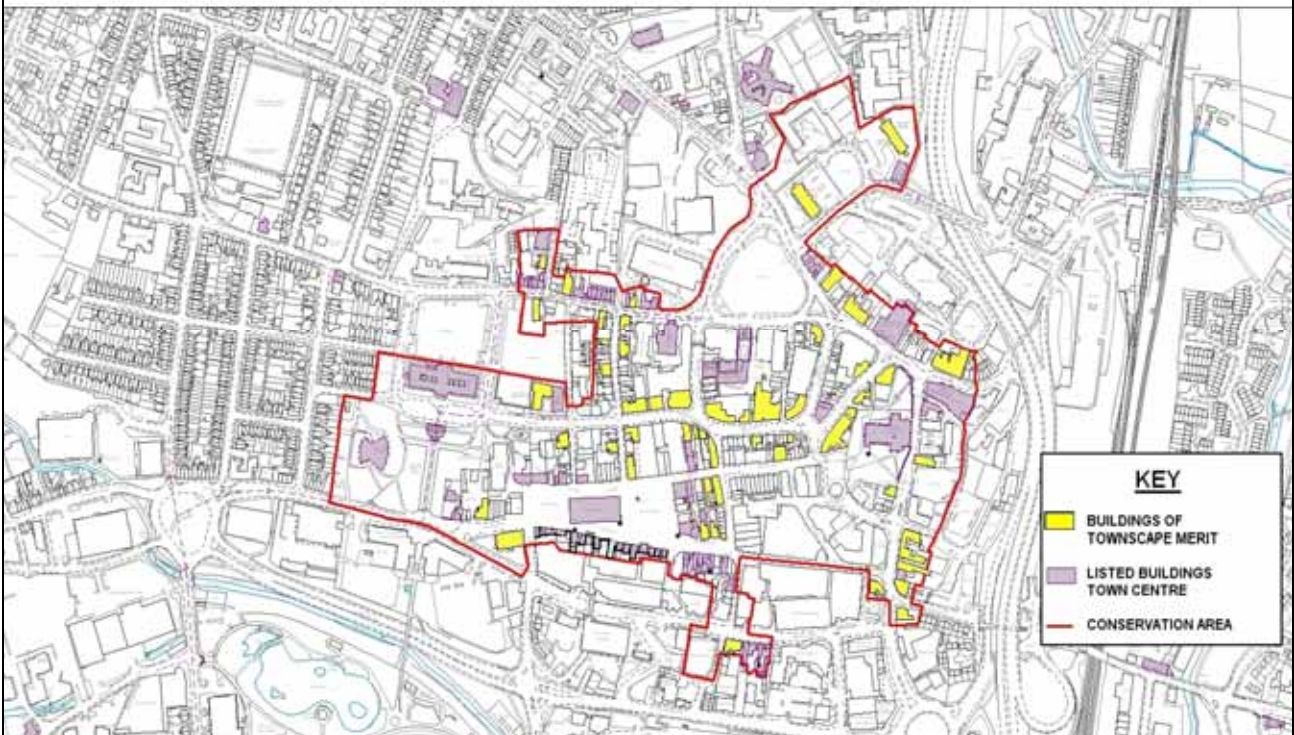 KEY
BUILDINGS OF
TOWNSCAPE MERIT
LISTED BUILDINGS
TOWN CENTRE
CONSERVATION AREA